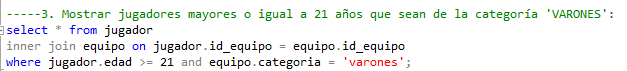 -----3. Mostrar jugadores mayores o igual a 21 años que sean de la categoría 'VARONES':
select * from jugador
inner join equipo on jugador.id_equipo = equipo.id_equipo
where jugador.edad >= 21 and equipo.categoria = 'varones';